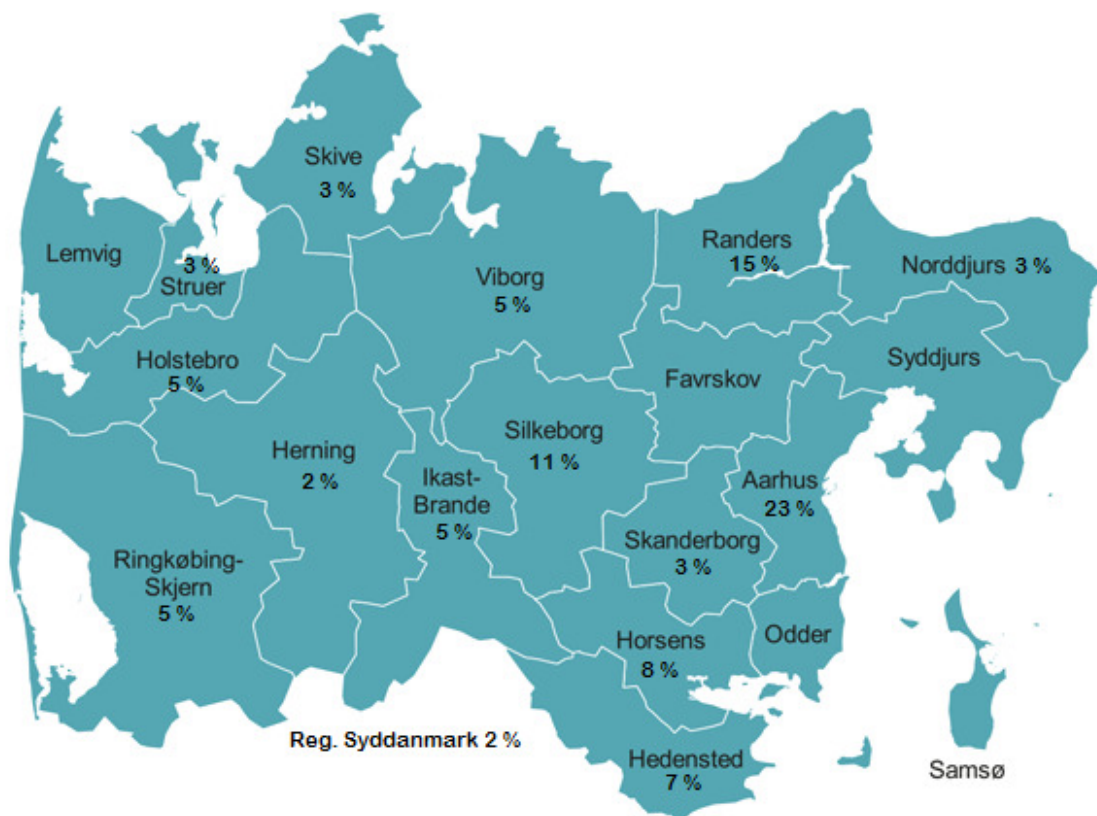 Skive
3 %
Lemvig
3 %
Struer
Randers
15 %
Norddjurs 3 %
Viborg
5 %
Holstebro
5 %
Favrskov
Syddjurs
Herning
2 %
Silkeborg
11 %
Ikast-
Brande
5 %
Aarhus
23 %
Skanderborg
3 %
Ringkøbing-
Skjern
5 %
Horsens
8 %
Odder
Reg. Syddanmark 2 %
Hedensted
7 %
Samsø